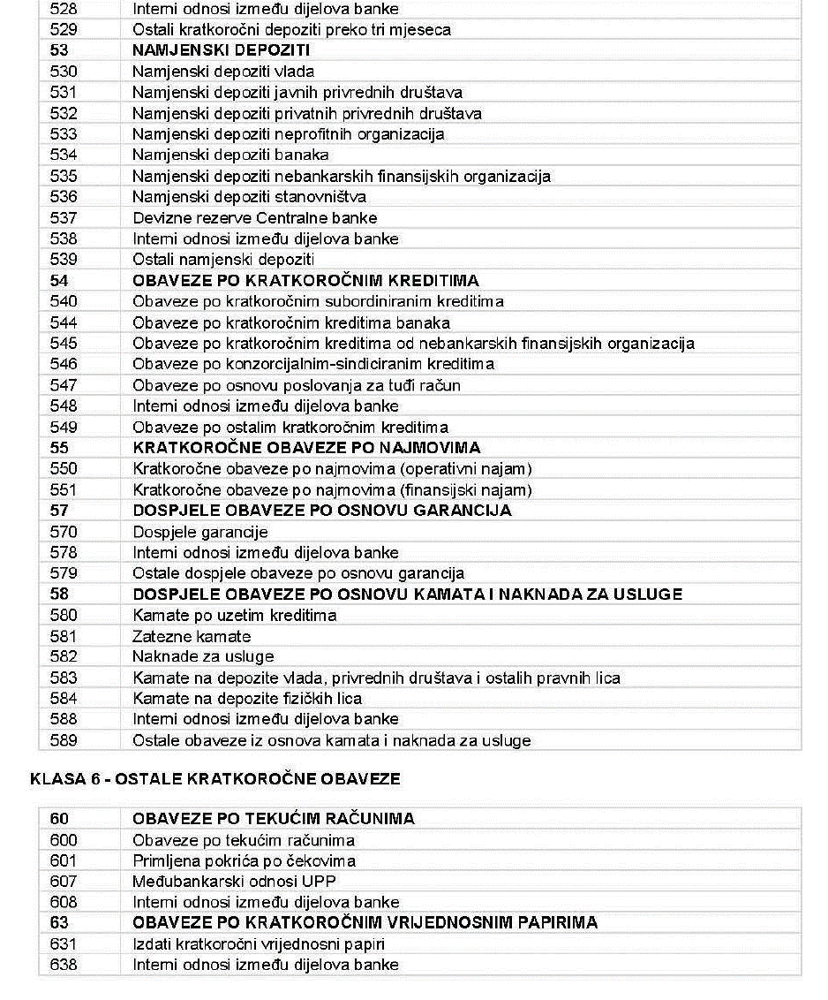 528 Interni odnosi između dijelova banke
529 Ostali kratkoročni depoziti preko tri mjeseca
53 NAMJENSKI DEPOZITI
530 Namjenski depoziti vlada
531 Namjenski depoziti javnih privrednih društava
532 Namjenski depoziti privatnih privrednih društava
533 Namjenski depoziti neprofitnih organizacija
534 Namjenski depoziti banaka
535 Namjenski depoziti nebankarskih finansijskih organizacija
536 Namjenski depoziti stanovništva
537 Devizne rezerve Centralne banke
538 Interni odnosi između dijelova banke
539 Ostali namjenski depoziti
54 OBAVEZE PO KRATKOROČNIM KREDITIMA
540 Obaveze po kratkoročnim subordiniranim kreditima
544 Obaveze po kratkoročnim kreditima banaka
545 Obaveze po kratkoročnim kreditima od nebankarskih finansijskih organizacija
546 Obaveze po konzorcijalnim-sindiciranim kreditima
547 Obaveze po osnovu poslovanja za tuđi račun
548 Interni odnosi između dijelova banke
549 Obaveze po ostalim kratkoročnim kreditima
55 KRATKOROČNE OBAVEZE PO NAJMOVIMA
550 Kratkoročne obaveze po najmovima (operativni najam)
551 Kratkoročne obaveze po najmovima (finansijski najam)
57 DOSPJELE OBAVEZE PO OSNOVU GARANCIJA
570 Dospjele garancije
578 Interni odnosi između dijelova banke
579 Ostale dospjele obaveze po osnovu garancija
58 DOSPJELE OBAVEZE PO OSNOVU KAMATA I NAKNADA ZA USLUGE
580 Kamate po uzetim kreditima
581 Zatezne kamate
582 Naknade za usluge
583 Kamate na depozite vlada, privrednih društava i ostalih pravnih lica
584 Kamate na depozite fizičkih lica
588 Interni odnosi između dijelova banke
589 Ostale obaveze iz osnova kamata i naknada za usluge
KLASA 6 - OSTALE KRATKOROČNE OBAVEZE
60 OBAVEZE PO TEKUĆIM RAČUNIMA
600 Obaveze po tekućim računima
601 Primljena pokrića po čekovima
607 Međubankarski odnosi UPP
608 Interni odnosi između dijelova banke
63 OBAVEZE PO KRATKOROČNIM VRIJEDNOSNIM PAPIRIMA
631 Izdati kratkoročni vrijednosni papiri
638 Interni odnosi između dijelova banke